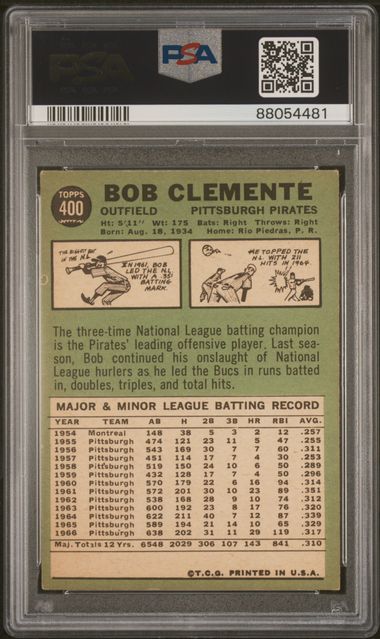 PSA
PSA
88054481
TOPPS
400
BOB CLEMENTE
OUTFIELD PITTSBURGH PIRATES
Ht: 5'11" Wt: 175 Bats: Right Throws: Right
Born: Aug. 18, 1934 Home: Rio Piedras, P. R.
THE BIGGEST BAT
IN THE N.L.
IN 1961, BOB
LED THE N.L.
WITH A .351
BATTING
MARK.
HE TOPPED THE
N.L. WITH 211
HITS IN 1964.
The three-time National League batting champion
is the Pirates' leading offensive player. Last sea-
son, Bob continued his onslaught of National
League hurlers as he led the Bucs in runs batted
in, doubles, triples, and total hits.
MAJOR & MINOR LEAGUE BATTING RECORD
YEAR TEAM AB H 2B 3B HR RBI AVG.
1954 Montreal 148 38 5 3 2 12 .257
1955 Pittsburgh 474 121 23 11 5 47 .255
1956 Pittsburgh 543 169 30 7 7 60 .311
1957 Pittsburgh 451 114 17 7 4 30 .253
1958 Pittsburgh 519 150 24 10 6 50 .289
1959 Pittsburgh 432 128 17 7 4 50 .296
1960 Pittsburgh 570 179 22 6 16 94 .314
1961 Pittsburgh 572 201 30 10 23 89 .351
1962 Pittsburgh 538 168 28 9 10 74 .312
1963 Pittsburgh 600 192 23 8 17 76 .320
1964 Pittsburgh 622 211 40 7 12 87 .339
1965 Pittsburgh 589 194 21 14 10 65 .329
1966 Pittsburgh 638 202 31 11 29 119 .317
Maj. Totals 12 Yrs. 6548 2029 306 107 143 841 .310
©T.C.G. PRINTED IN U.S.A.